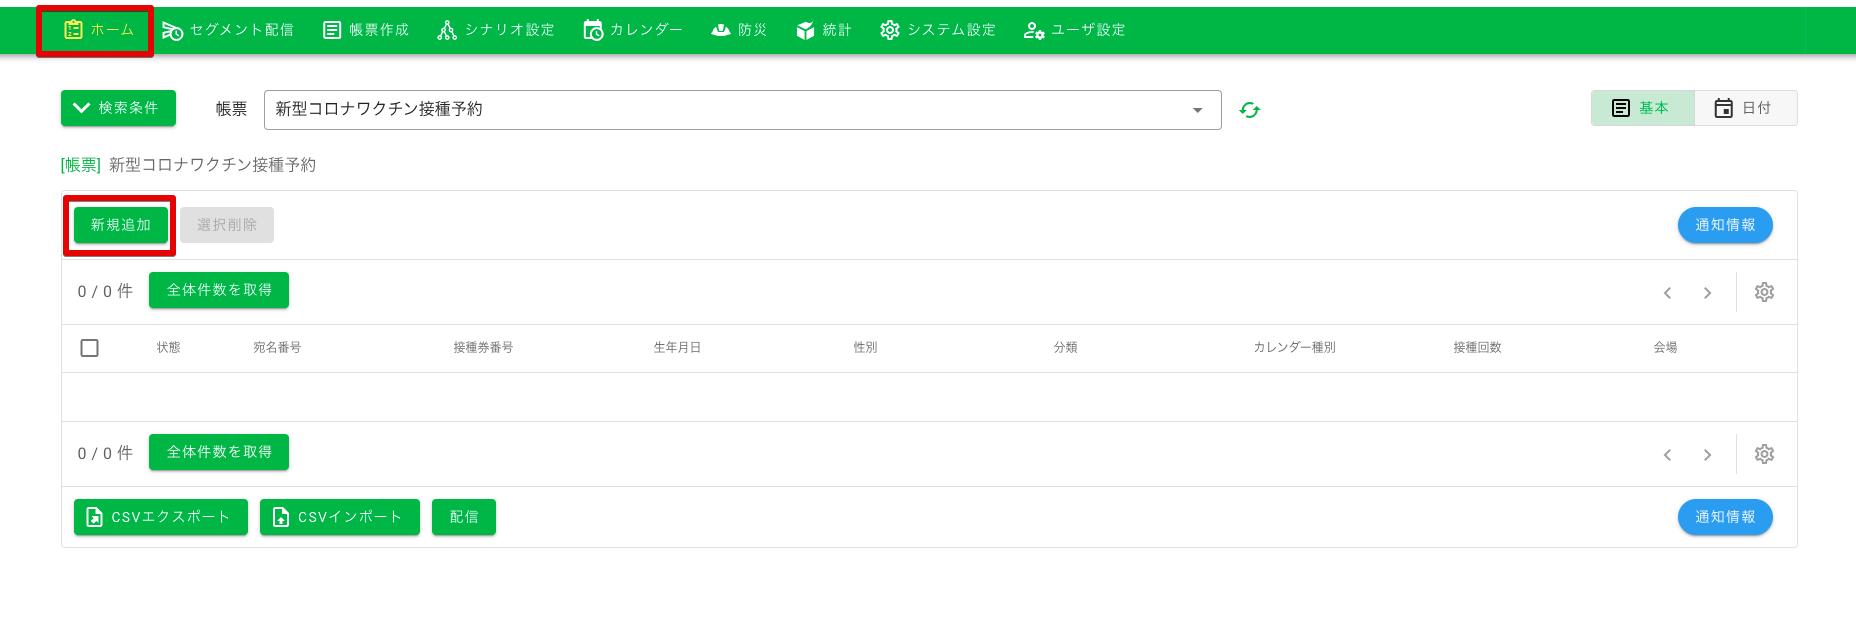 ホーム セグメント配信 帳票作成 シナリオ設定 カレンダー 防災 統計 システム設定 ユーザ設定
検索条件 帳票 新型コロナワクチン接種予約 基本 日付
[帳票] 新型コロナワクチン接種予約
新規追加 選択削除 通知情報
0 / 0 件 全体件数を取得
状態 宛名番号 接種券番号 生年月日 性別 分類 カレンダー種別 接種回数 会場
0 / 0 件 全体件数を取得
CSVエクスポート CSVインポート 配信 通知情報